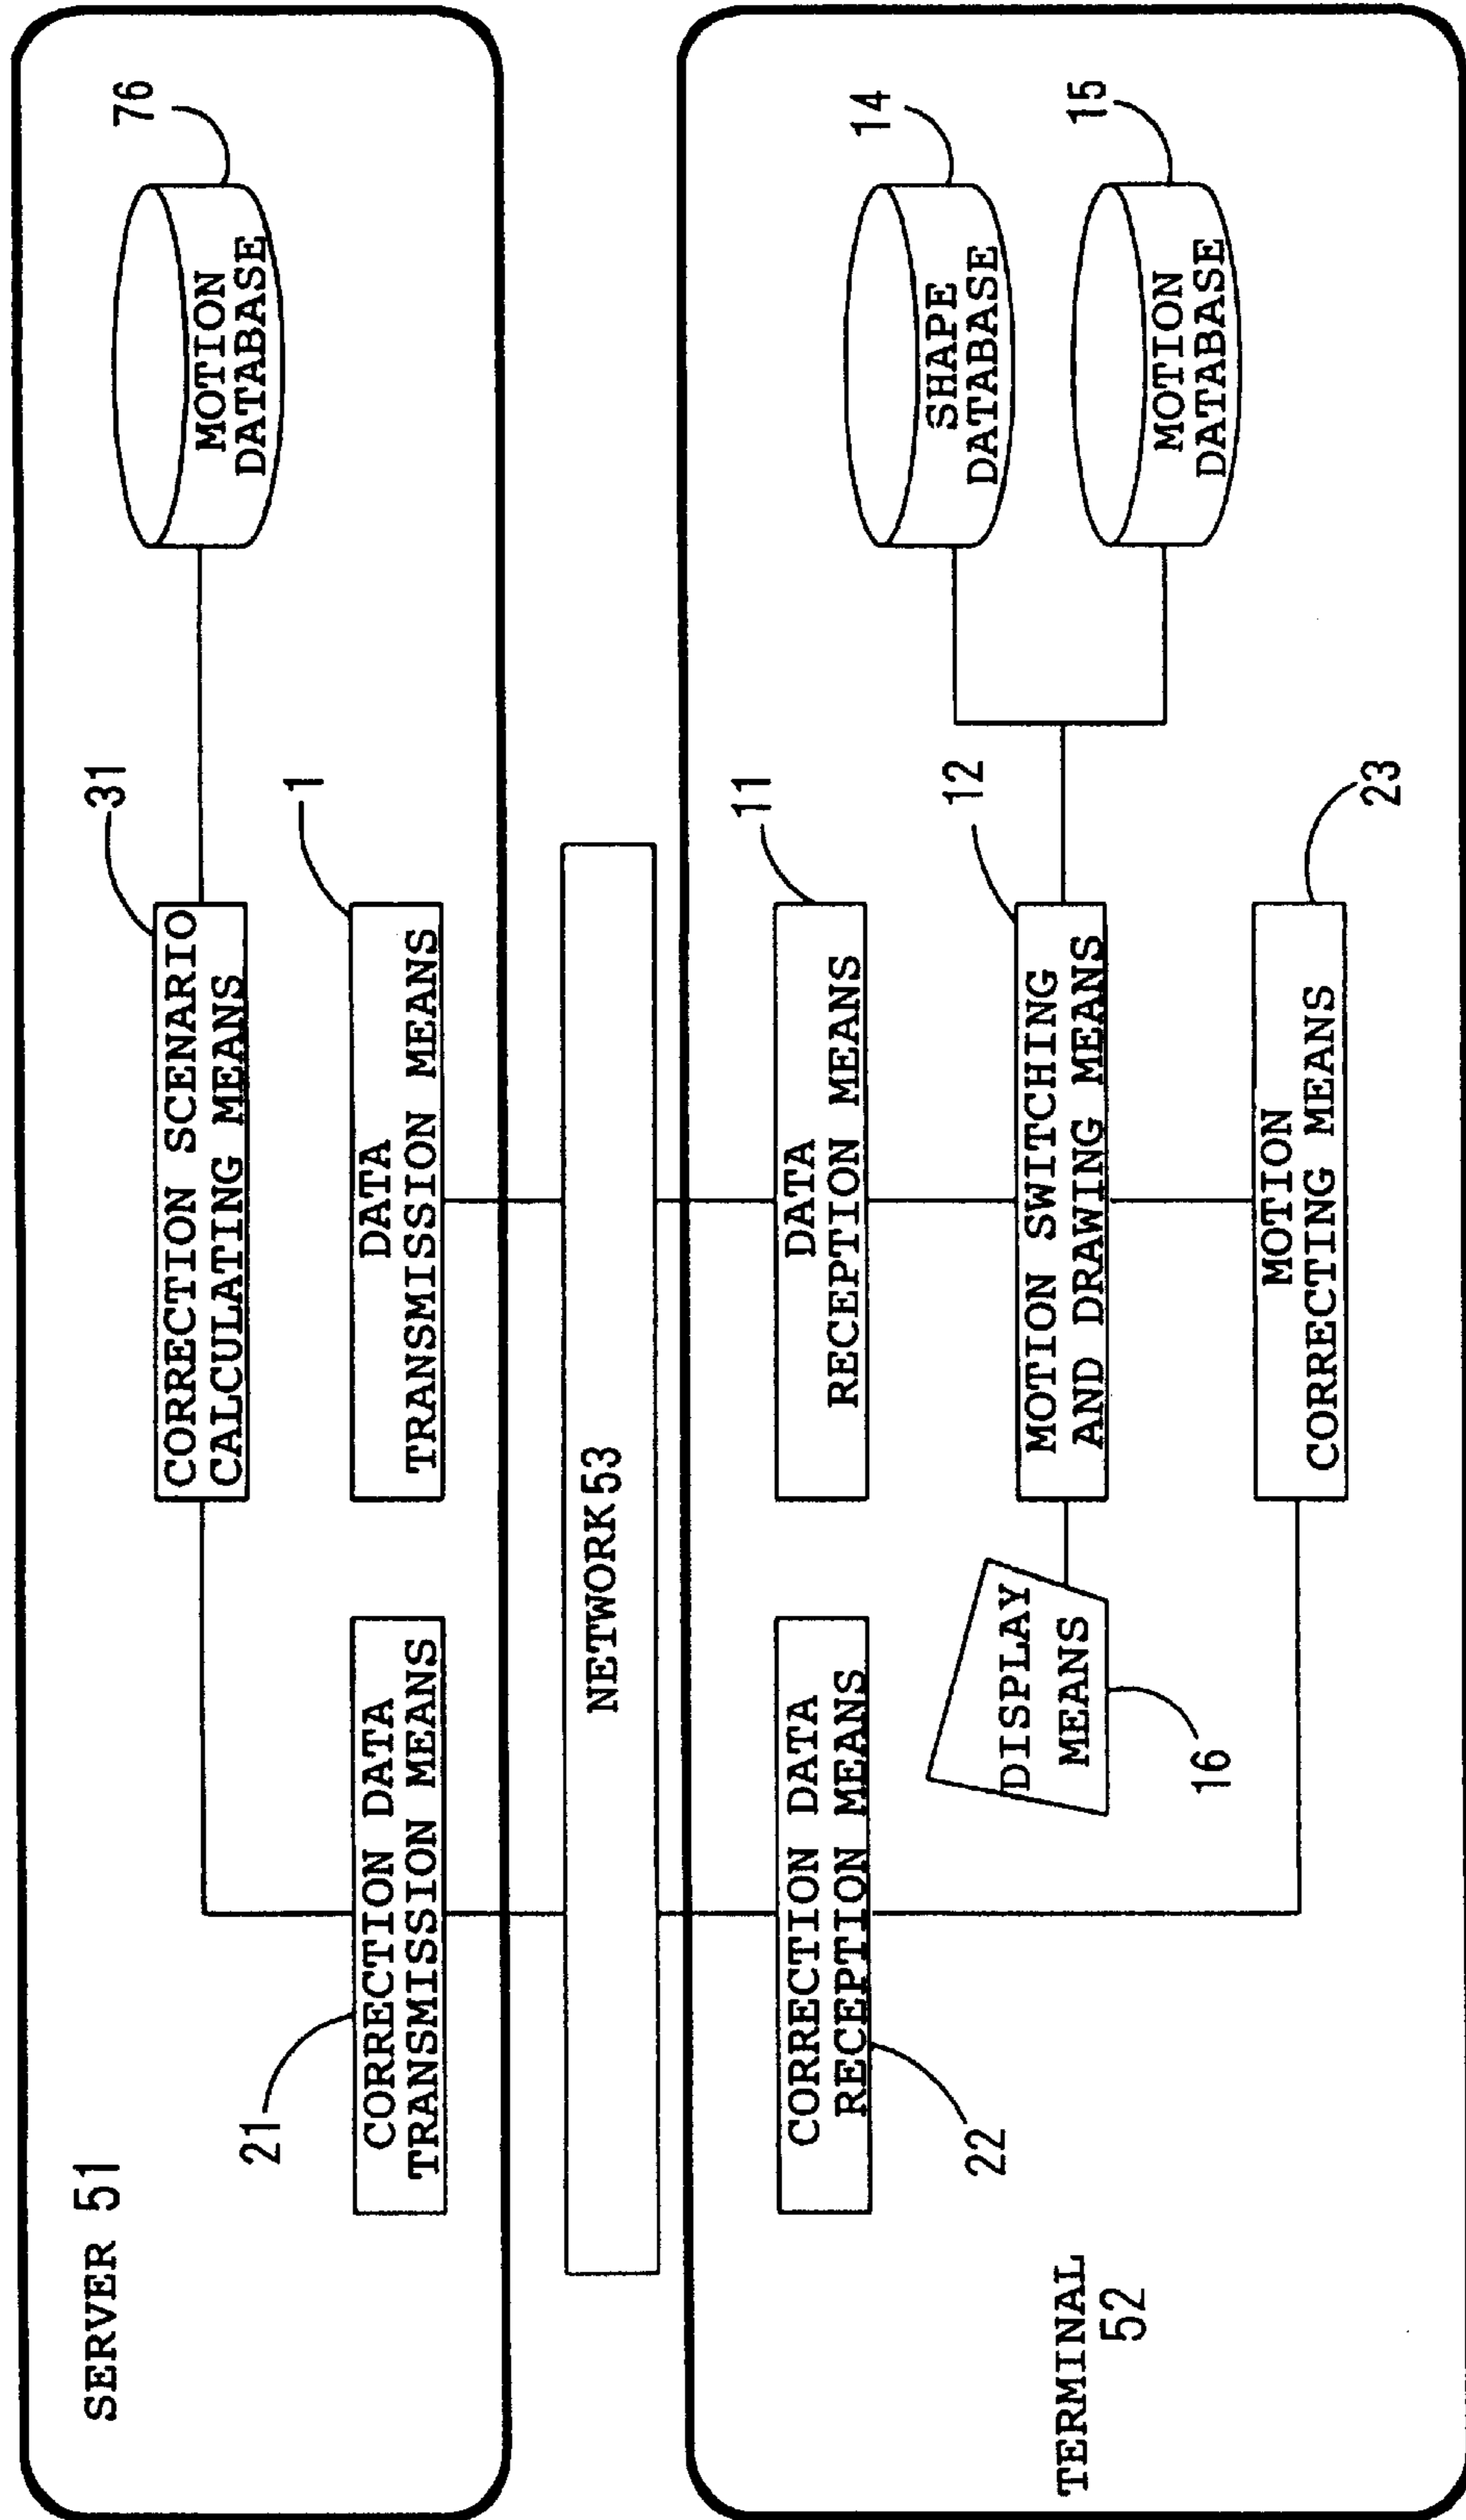 SERVER 51
31
CORRECTION SCENARIO
CALCULATING MEANS
76
MOTION
DATABASE
21
CORRECTION DATA
TRANSMISSION MEANS
1
DATA
TRANSMISSION MEANS
NETWORK 53
TERMINAL
52
CORRECTION DATA
RECEPTION MEANS
22
11
DATA
RECEPTION MEANS
14
SHAPE
DATABASE
DISPLAY
MEANS
16
12
MOTION SWITCHING
AND DRAWING MEANS
15
MOTION
DATABASE
MOTION
CORRECTING MEANS
23